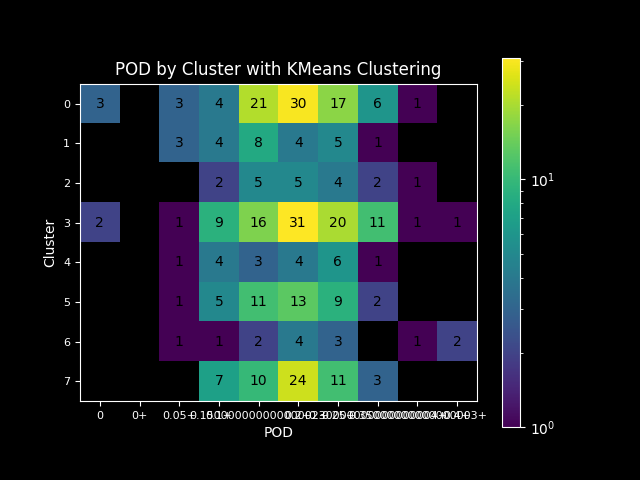 POD by Cluster with KMeans Clustering
0 3 3 4 21 30 17 6 1
1 3 4 8 4 5 1
2 2 5 5 4 2 1
3 2 1 9 16 31 20 11 1 1
4 1 4 3 4 6 1
5 1 5 11 13 9 2
6 1 1 2 4 3 1 2
7 7 10 24 11 3
0 0+ 0.05+
POD
Cluster
10¹
10⁰